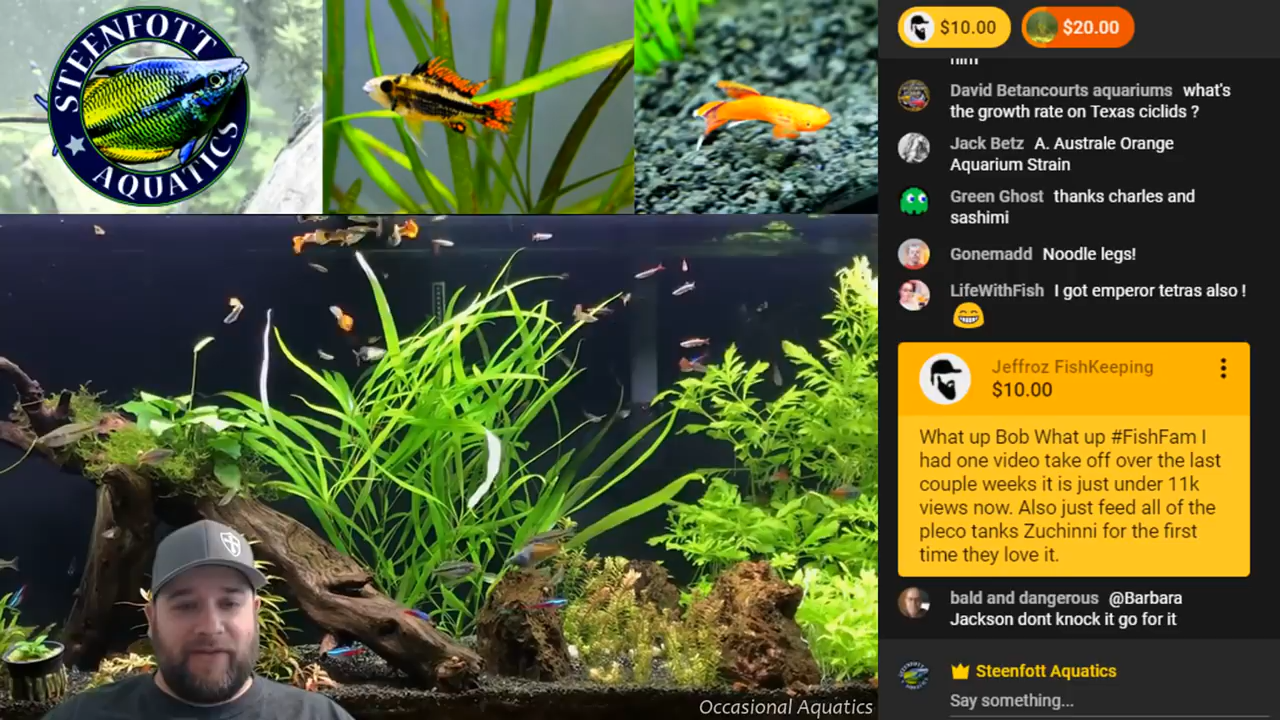 STEENFOTT
AQUATICS
$10.00
$20.00
David Betancourts aquariums what's
the growth rate on Texas ciclids ?
Jack Betz A. Australe Orange
Aquarium Strain
Green Ghost thanks charles and
sashimi
Gonemadd Noodle legs!
LifeWithFish I got emperor tetras also !
Jeffroz FishKeeping
$10.00
What up Bob What up #FishFam I
had one video take off over the last
couple weeks it is just under 11k
views now. Also just feed all of the
pleco tanks Zuchinni for the first
time they love it.
bald and dangerous @Barbara
Jackson dont knock it go for it
Steenfott Aquatics
Say something...
Occasional Aquatics